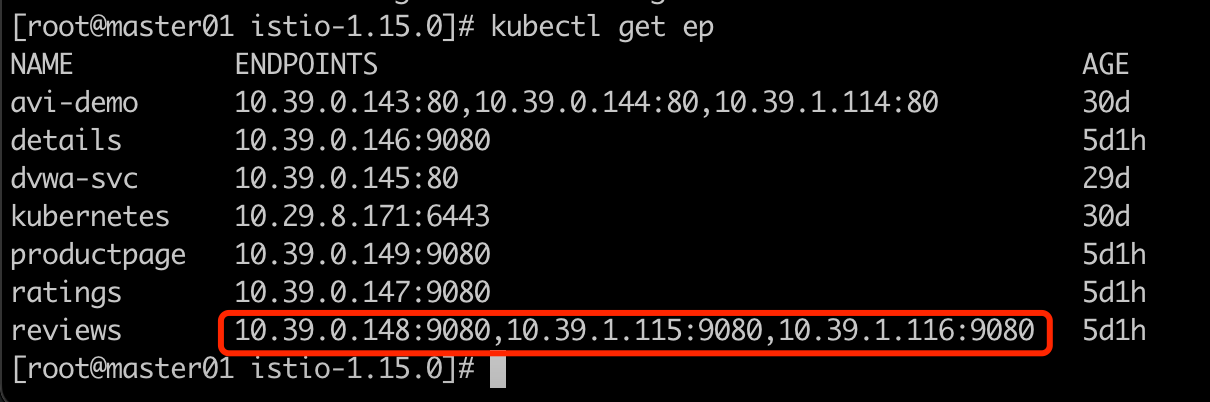 [root@master01 istio-1.15.0]# kubectl get ep
NAME ENDPOINTS AGE
avi-demo 10.39.0.143:80,10.39.0.144:80,10.39.1.114:80 30d
details 10.39.0.146:9080 5d1h
dvwa-svc 10.39.0.145:80 29d
kubernetes 10.29.8.171:6443 30d
productpage 10.39.0.149:9080 5d1h
ratings 10.39.0.147:9080 5d1h
reviews 10.39.0.148:9080,10.39.1.115:9080,10.39.1.116:9080 5d1h
[root@master01 istio-1.15.0]#